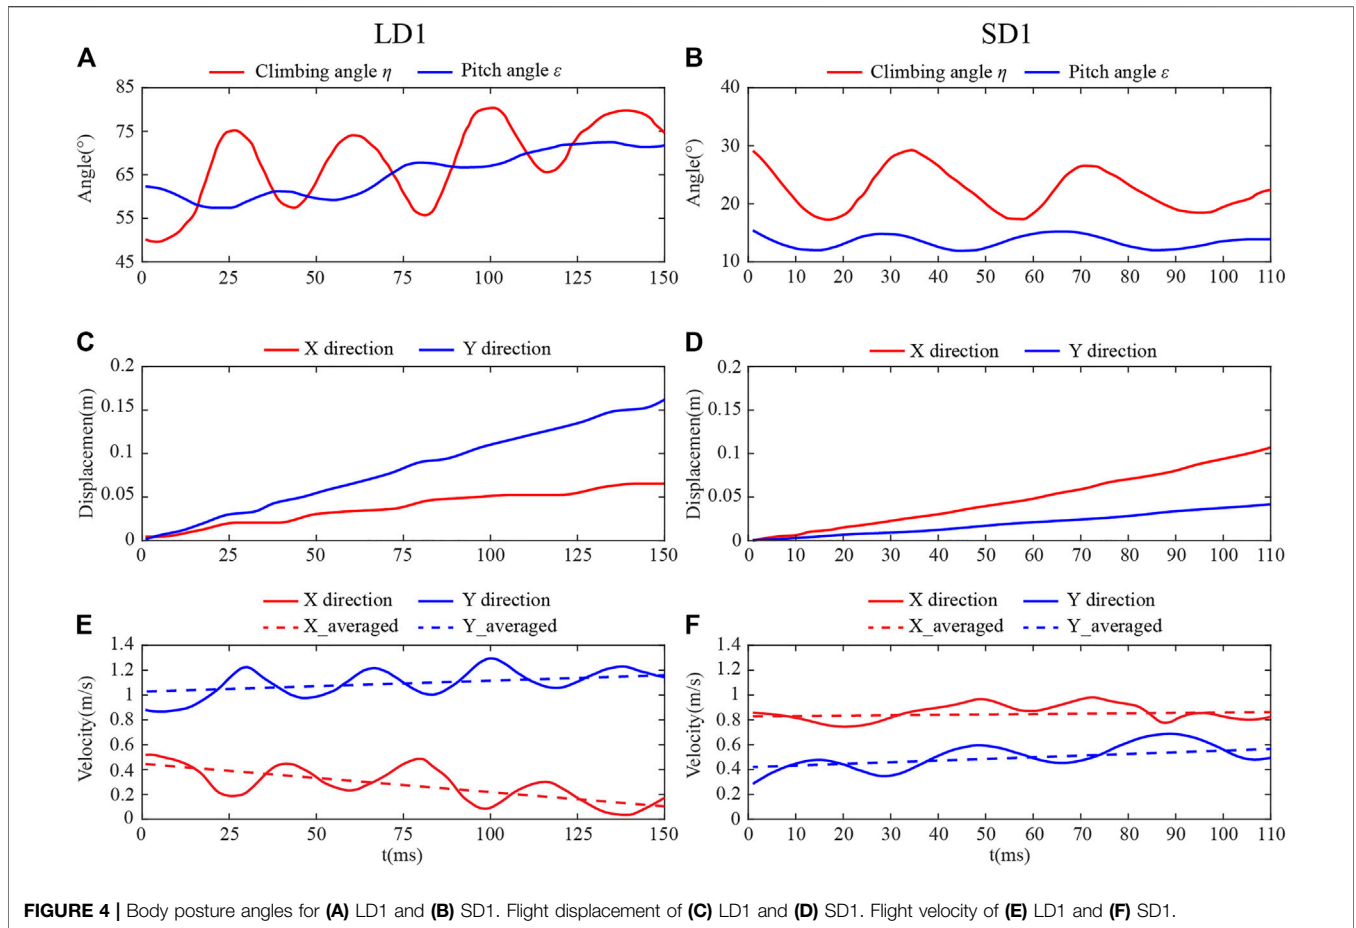 LD1
SD1
A
Climbing angle η
Pitch angle ε
85
75
65
55
45
Angle(°)
0
25
50
75
100
125
150
B
Climbing angle η
Pitch angle ε
40
30
20
10
Angle(°)
0
10
20
30
40
50
60
70
80
90
100
110
C
X direction
Y direction
0.2
0.15
0.1
0.05
0
Displacemen(m)
0
25
50
75
100
125
150
D
X direction
Y direction
0.2
0.15
0.1
0.05
0
Displacemen(m)
0
10
20
30
40
50
60
70
80
90
100
110
E
X direction
Y direction
X_averaged
Y_averaged
1.4
1.2
1
0.8
0.6
0.4
0.2
0
Velocity(m/s)
0
25
50
75
100
125
150
t(ms)
F
X direction
Y direction
X_averaged
Y_averaged
1.4
1.2
1
0.8
0.6
0.4
0.2
0
Velocity(m/s)
0
10
20
30
40
50
60
70
80
90
100
110
t(ms)
FIGURE 4 | Body posture angles for (A) LD1 and (B) SD1. Flight displacement of (C) LD1 and (D) SD1. Flight velocity of (E) LD1 and (F) SD1.